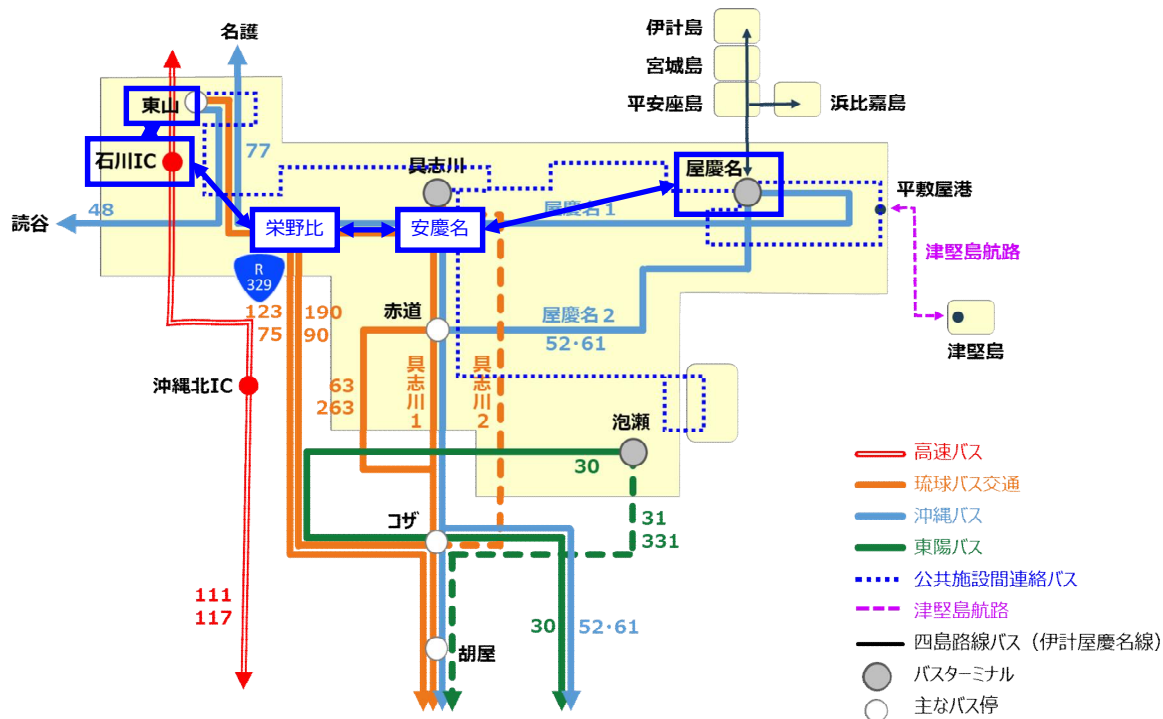 名護
伊計島
宮城島
平安座島
浜比嘉島
東山
石川IC
77
具志川
屋慶名
平敷屋港
48
読谷
栄野比
安慶名
屋慶名1
津堅島航路
R
329
123
75
190
90
赤道
屋慶名2
52・61
津堅島
沖縄北IC
63
263
具志川1
具志川2
泡瀬
30
31
331
コザ
111
117
30
52・61
胡屋
高速バス
琉球バス交通
沖縄バス
東陽バス
公共施設間連絡バス
津堅島航路
四島路線バス（伊計屋慶名線）
バスターミナル
主なバス停